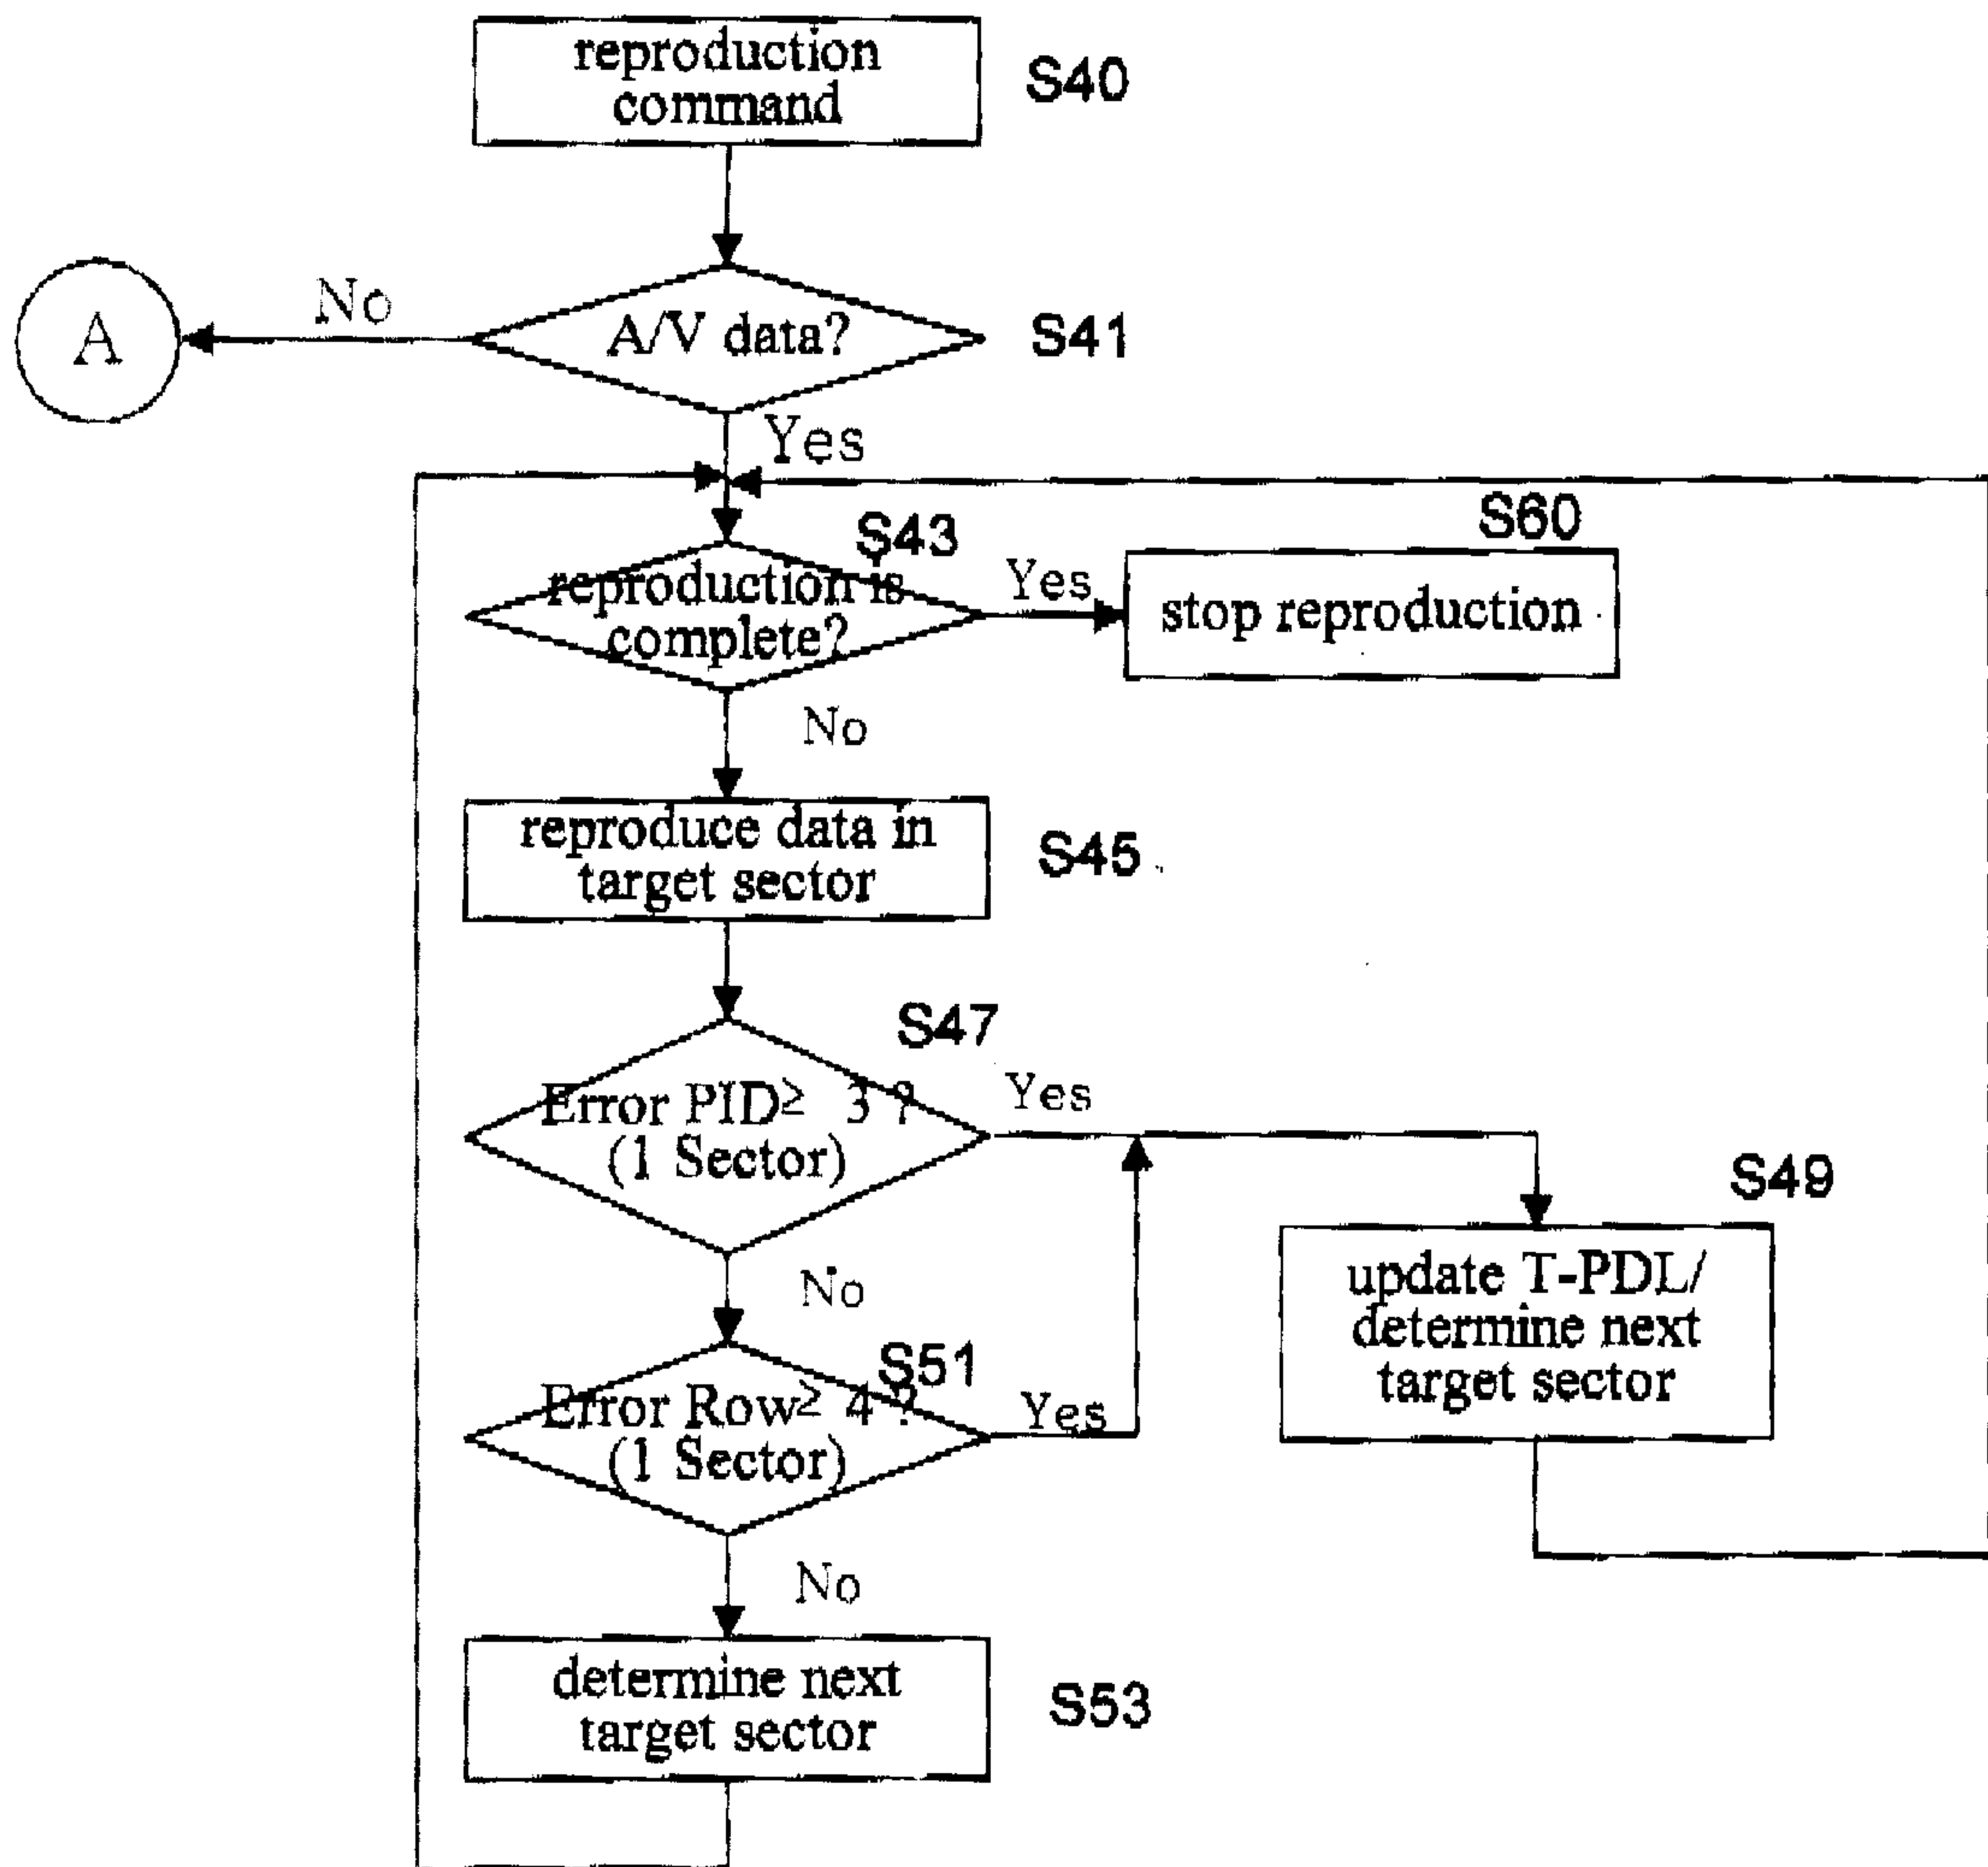 reproduction
command
S40
A
No
A/V data?
S41
Yes
S43
S60
reproduction is
complete?
Yes
stop reproduction
No
reproduce data in
target sector
S45
S47
Error PID≥ 3 ?
(1 Sector)
Yes
S49
update T-PDL/
determine next
target sector
No
S51
Error Row≥ 4 ?
(1 Sector)
Yes
No
determine next
target sector
S53